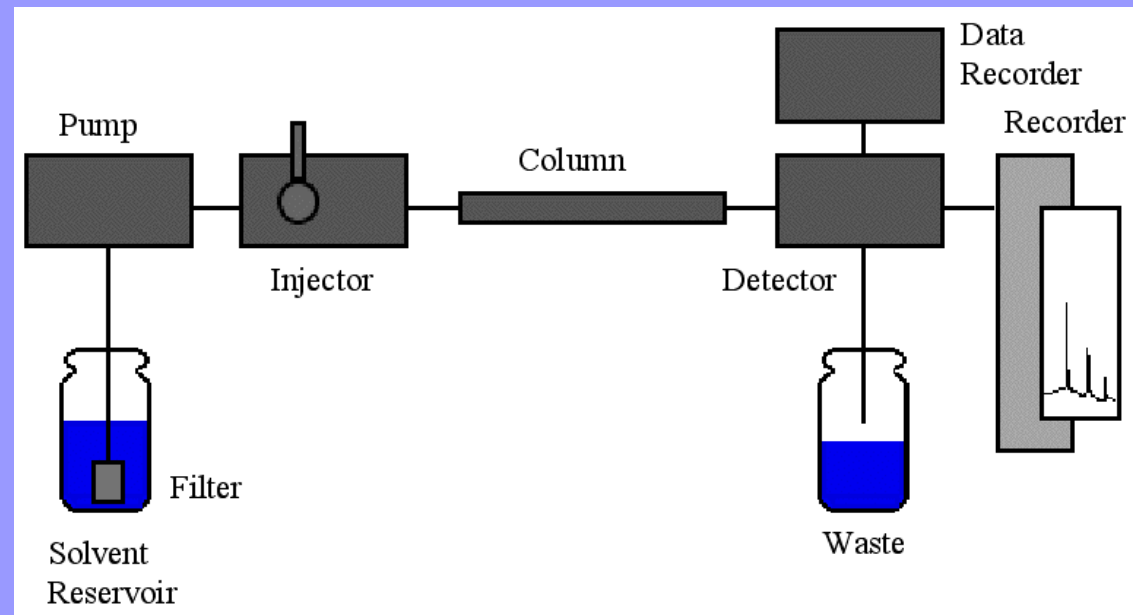 Data
Recorder
Pump
Recorder
Column
Injector
Detector
Filter
Waste
Solvent
Reservoir